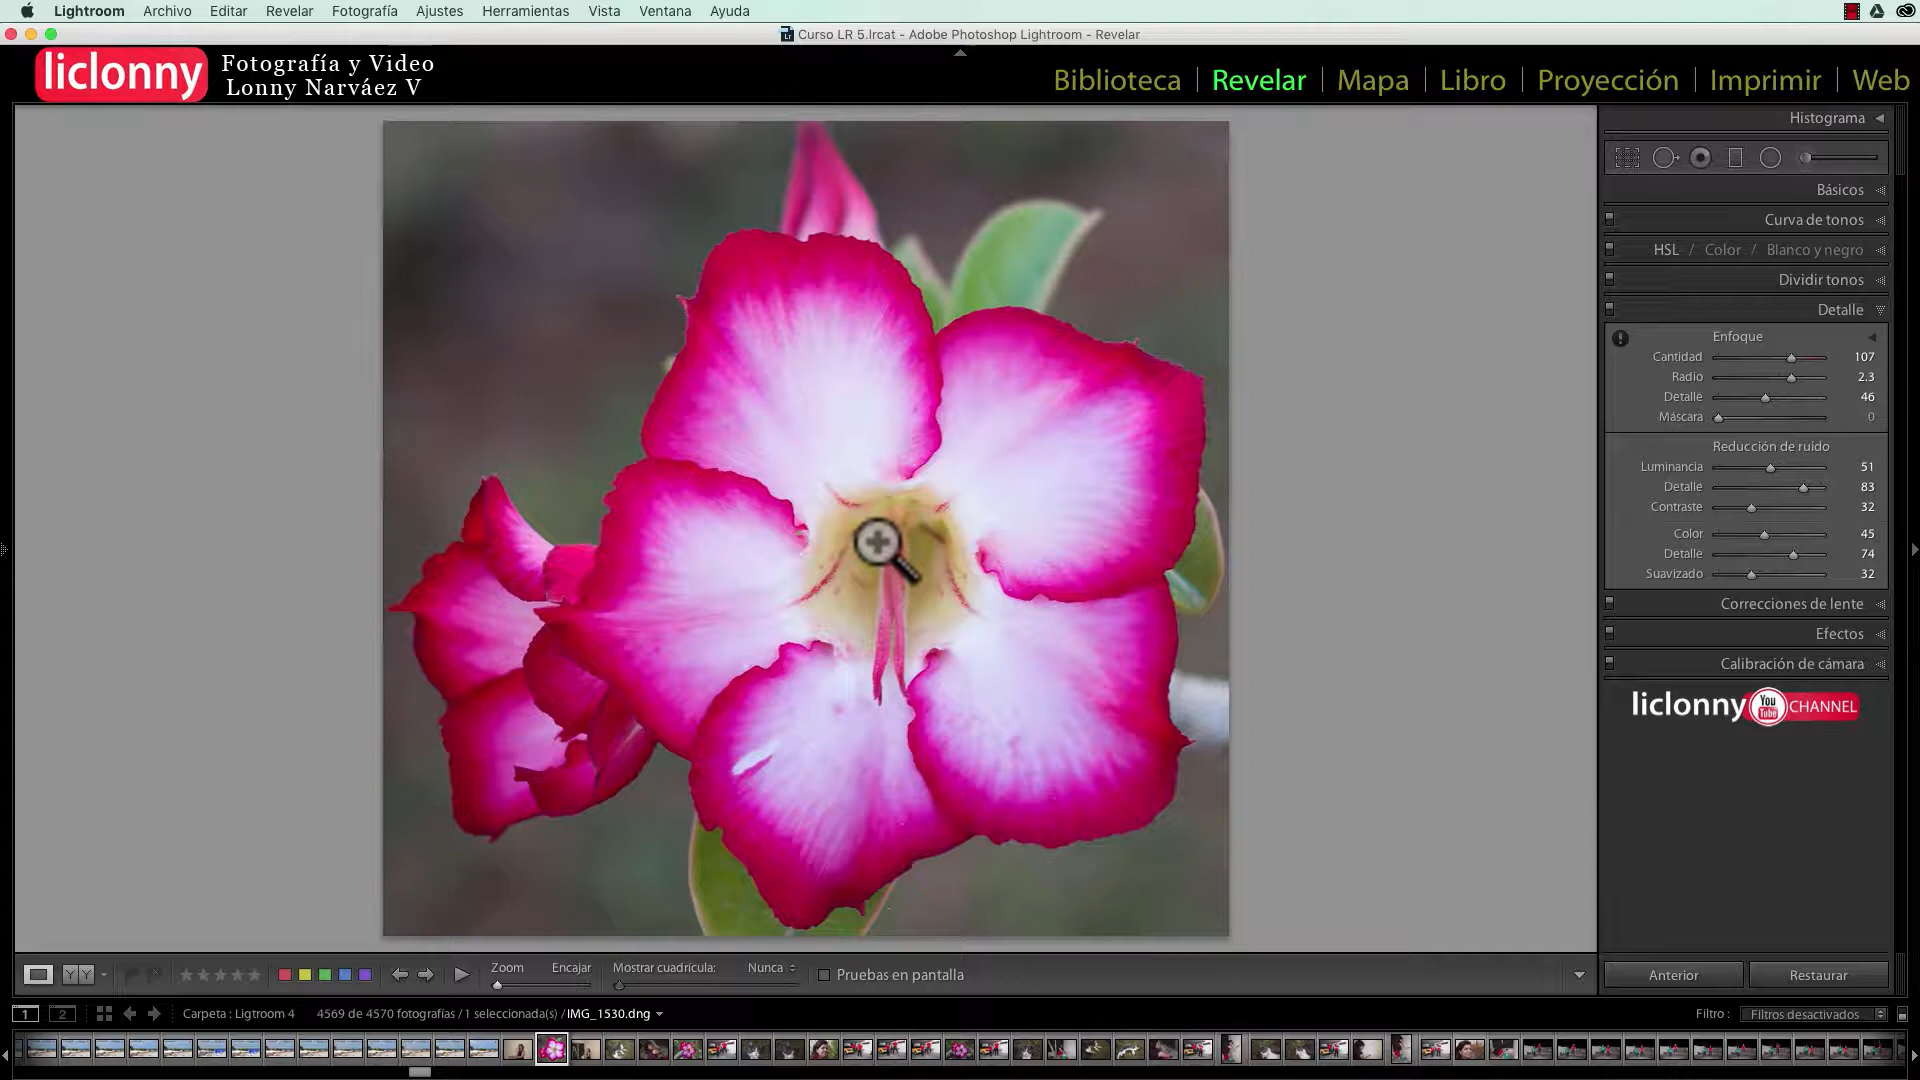 Lightroom Archivo Editar Revelar Fotografía Ajustes Herramientas Vista Ventana Ayuda
Curso LR 5.lrcat - Adobe Photoshop Lightroom - Revelar
liclonny Fotografía y Video
Lonny Narváez V
Biblioteca | Revelar | Mapa | Libro | Proyección | Imprimir | Web
Histograma
Básicos
Curva de tonos
HSL / Color / Blanco y negro
Dividir tonos
Detalle
Enfoque
Cantidad 107
Radio 2.3
Detalle 46
Máscara 0
Reducción de ruido
Luminancia 51
Detalle 83
Contraste 32
Color 45
Detalle 74
Suavizado 32
Correcciones de lente
Efectos
Calibración de cámara
liclonny You Tube CHANNEL
YY Zoom Encajar Mostrar cuadrícula: Nunca Pruebas en pantalla
Anterior Restaurar
1 2 Carpeta : Ligtroom 4 4569 de 4570 fotografías / 1 seleccionada(s) / IMG_1530.dng Filtro : Filtros desactivados